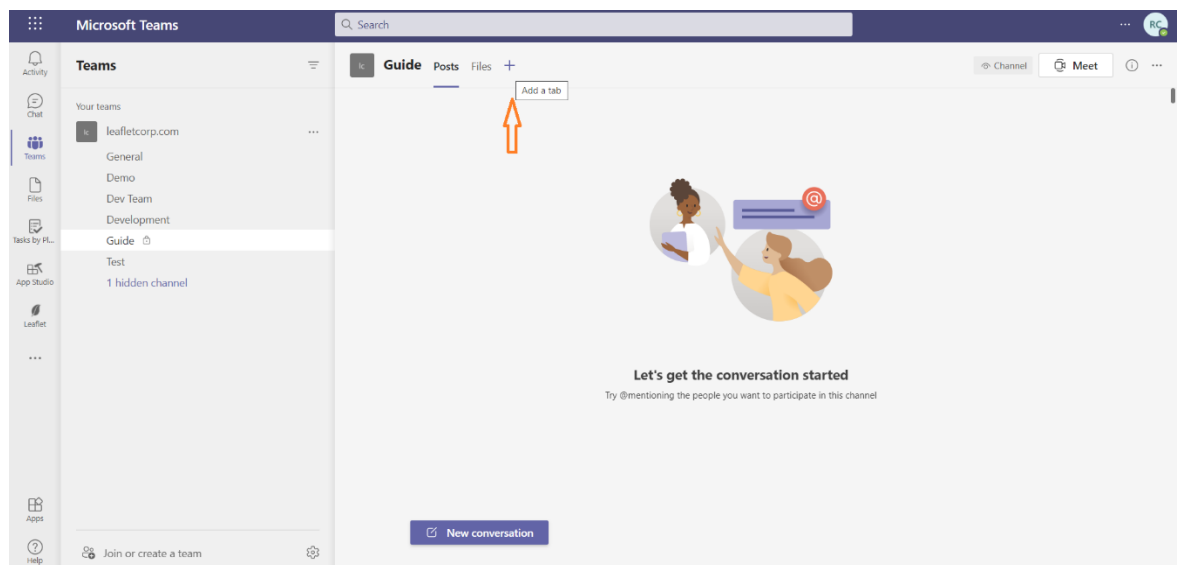 Microsoft Teams
Search
RC
Activity
Chat
Teams
Files
Tasks by Pl...
App Studio
Leaflet
Apps
Help
Teams
Your teams
lc leafletcorp.com
General
Demo
Dev Team
Development
Guide
Test
1 hidden channel
Join or create a team
lc Guide Posts Files +
Add a tab
Channel
Meet
@
Let's get the conversation started
Try @mentioning the people you want to participate in this channel
New conversation